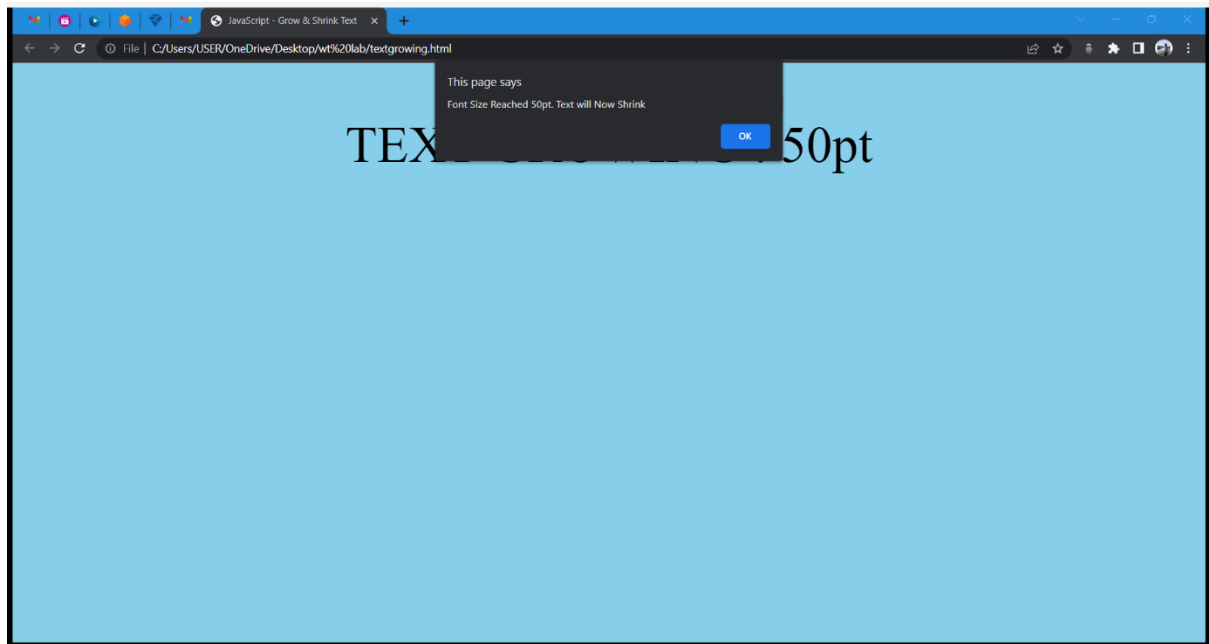 JavaScript - Grow & Shrink Text
File | C:/Users/USER/OneDrive/Desktop/wt%20lab/textgrowing.html
This page says
Font Size Reached 50pt. Text will Now Shrink
OK
50pt